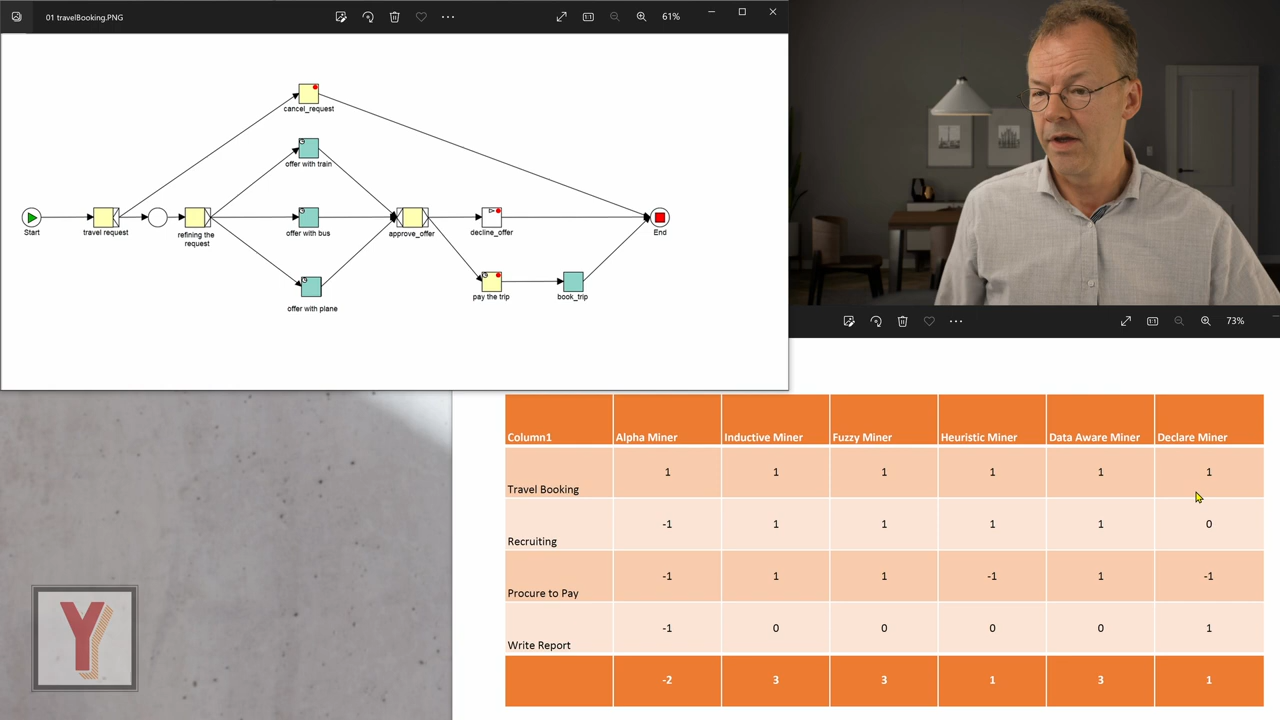 01 travelBooking.PNG
61%
cancel_request
offer with train
Start
travel request
refining the
request
offer with bus
approve_offer
decline_offer
End
offer with plane
pay the trip
book_trip
73%
Column1 Alpha Miner Inductive Miner Fuzzy Miner Heuristic Miner Data Aware Miner Declare Miner
Travel Booking 1 1 1 1 1 1
Recruiting -1 1 1 1 1 0
Procure to Pay -1 1 1 -1 1 -1
Write Report -1 0 0 0 0 1
-2 3 3 1 3 1
Y